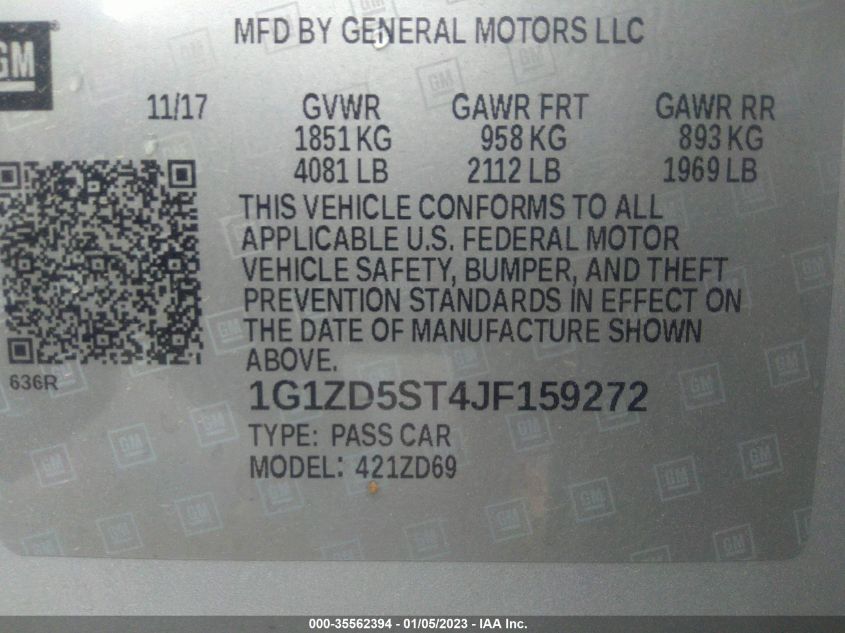 MFD BY GENERAL MOTORS LLC
GM
11/17 GVWR GAWR FRT GAWR RR
1851 KG 958 KG 893 KG
4081 LB 2112 LB 1969 LB
THIS VEHICLE CONFORMS TO ALL
APPLICABLE U.S. FEDERAL MOTOR
VEHICLE SAFETY, BUMPER, AND THEFT
PREVENTION STANDARDS IN EFFECT ON
THE DATE OF MANUFACTURE SHOWN
ABOVE.
636R
1G1ZD5ST4JF159272
TYPE: PASS CAR
MODEL: 421ZD69
000-35562394 - 01/05/2023 - IAA Inc.